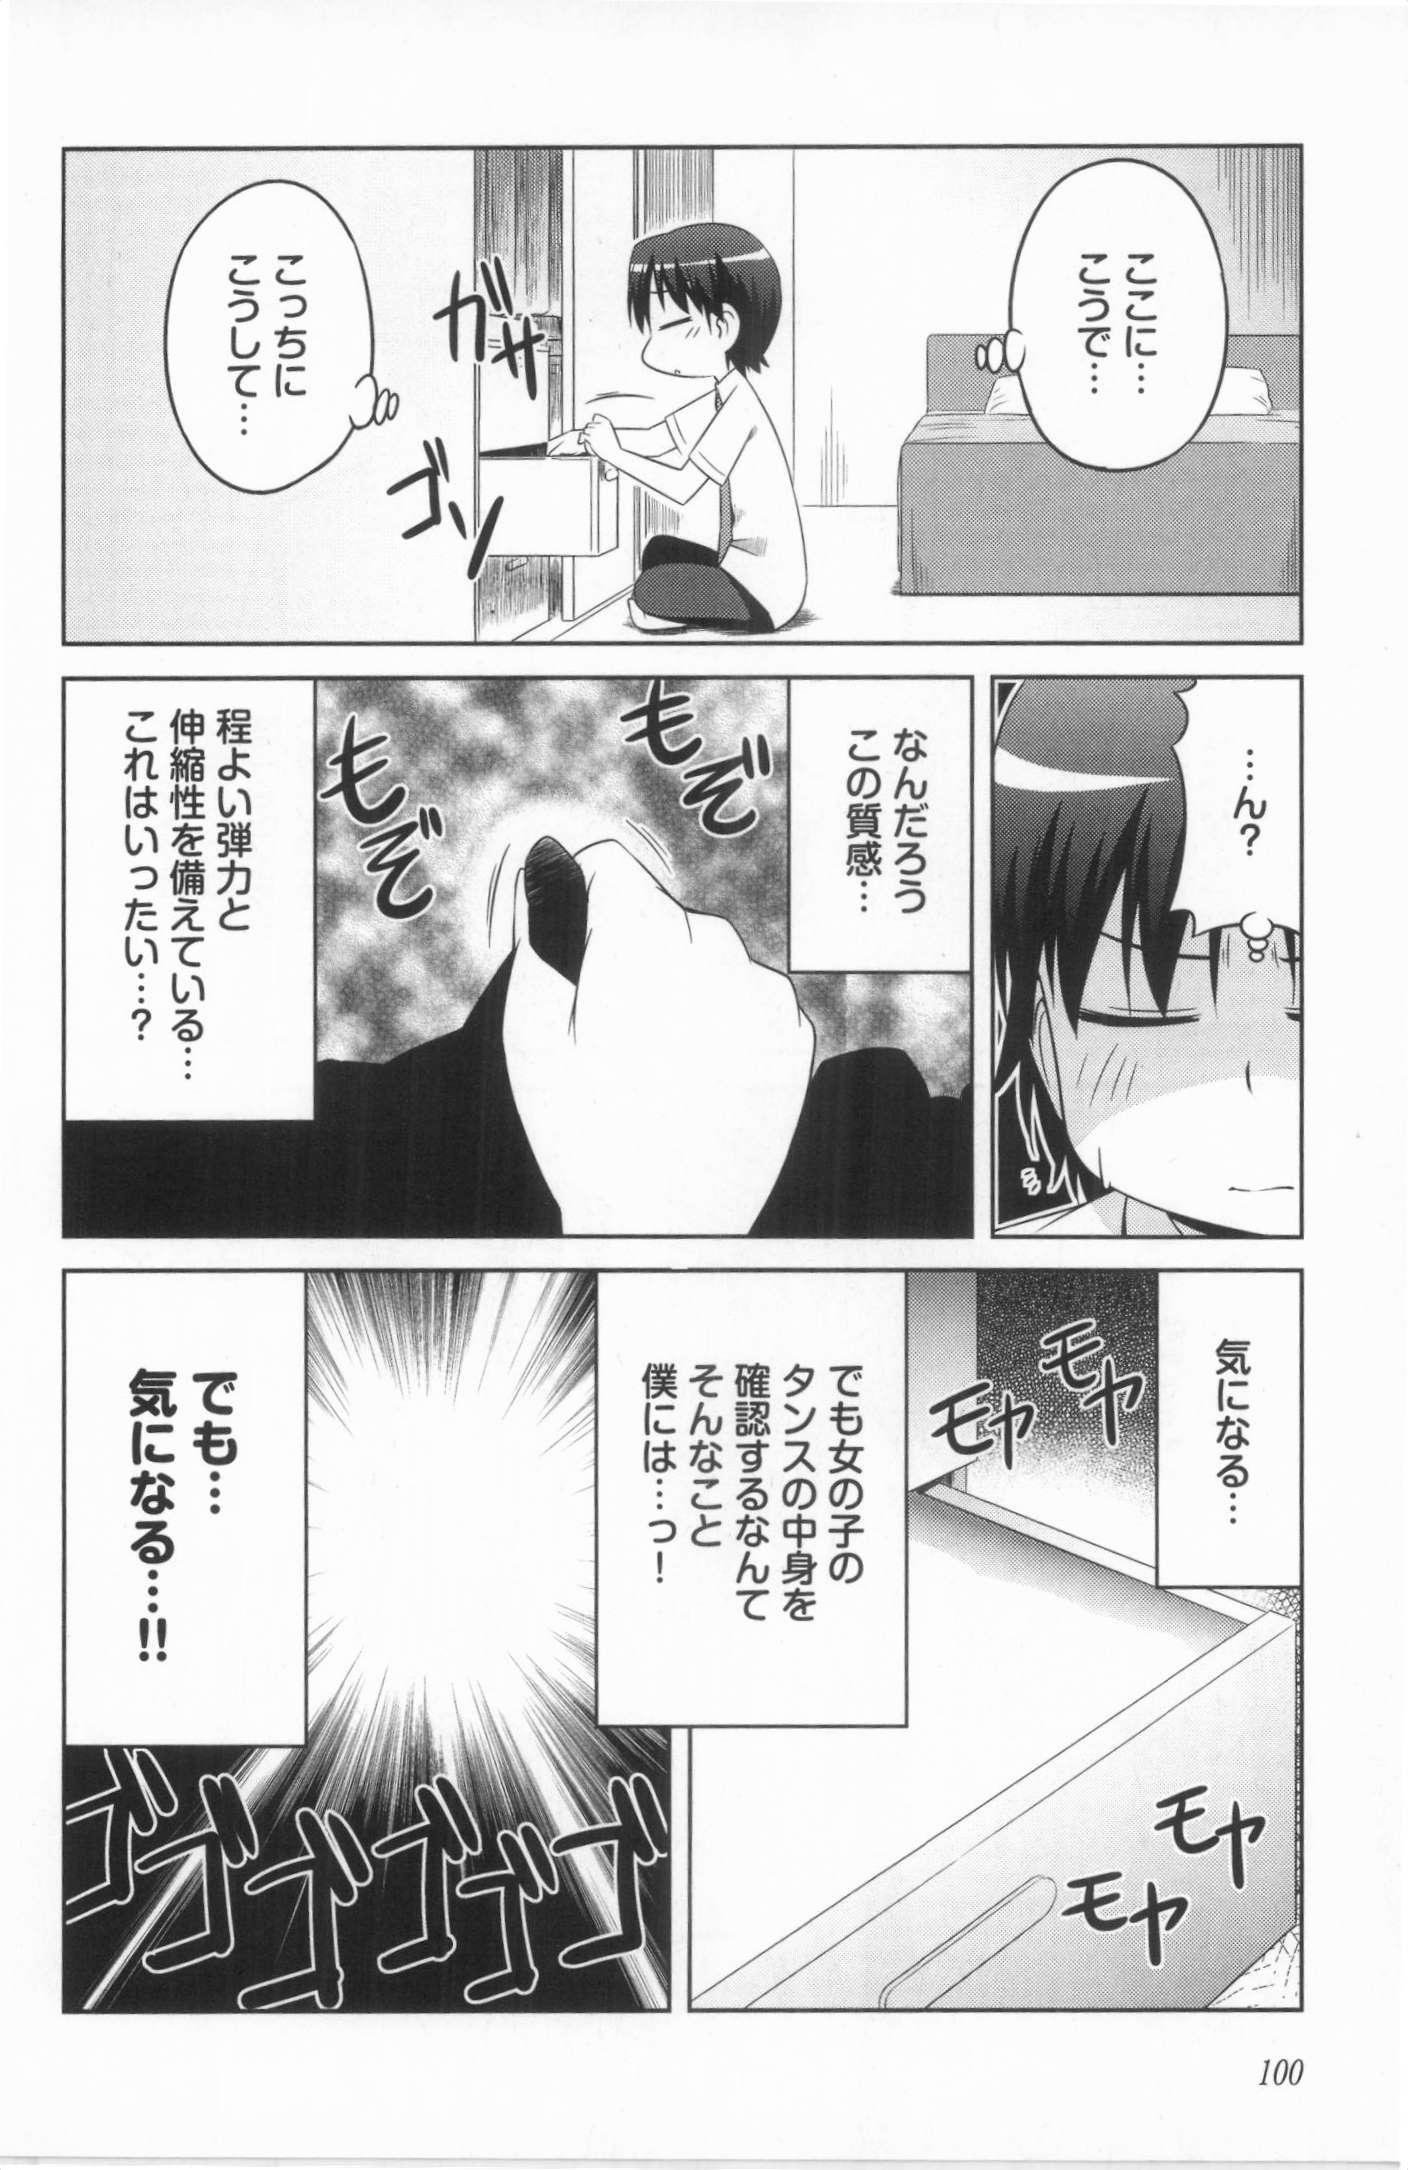 ここに…
こうで…
ガサ
ゴソ
こっちに
こうして…
…ん？
なんだろう
この質感…
もぞ
もぞ
程よい弾力と
伸縮性を備えている…
これはいったい…？
気になる…
モヤ
モヤ
モヤ
モヤ
でも女の子の
タンスの中身を
確認するなんて
そんなこと
僕には…っ！
でも…
気になる…!!
100